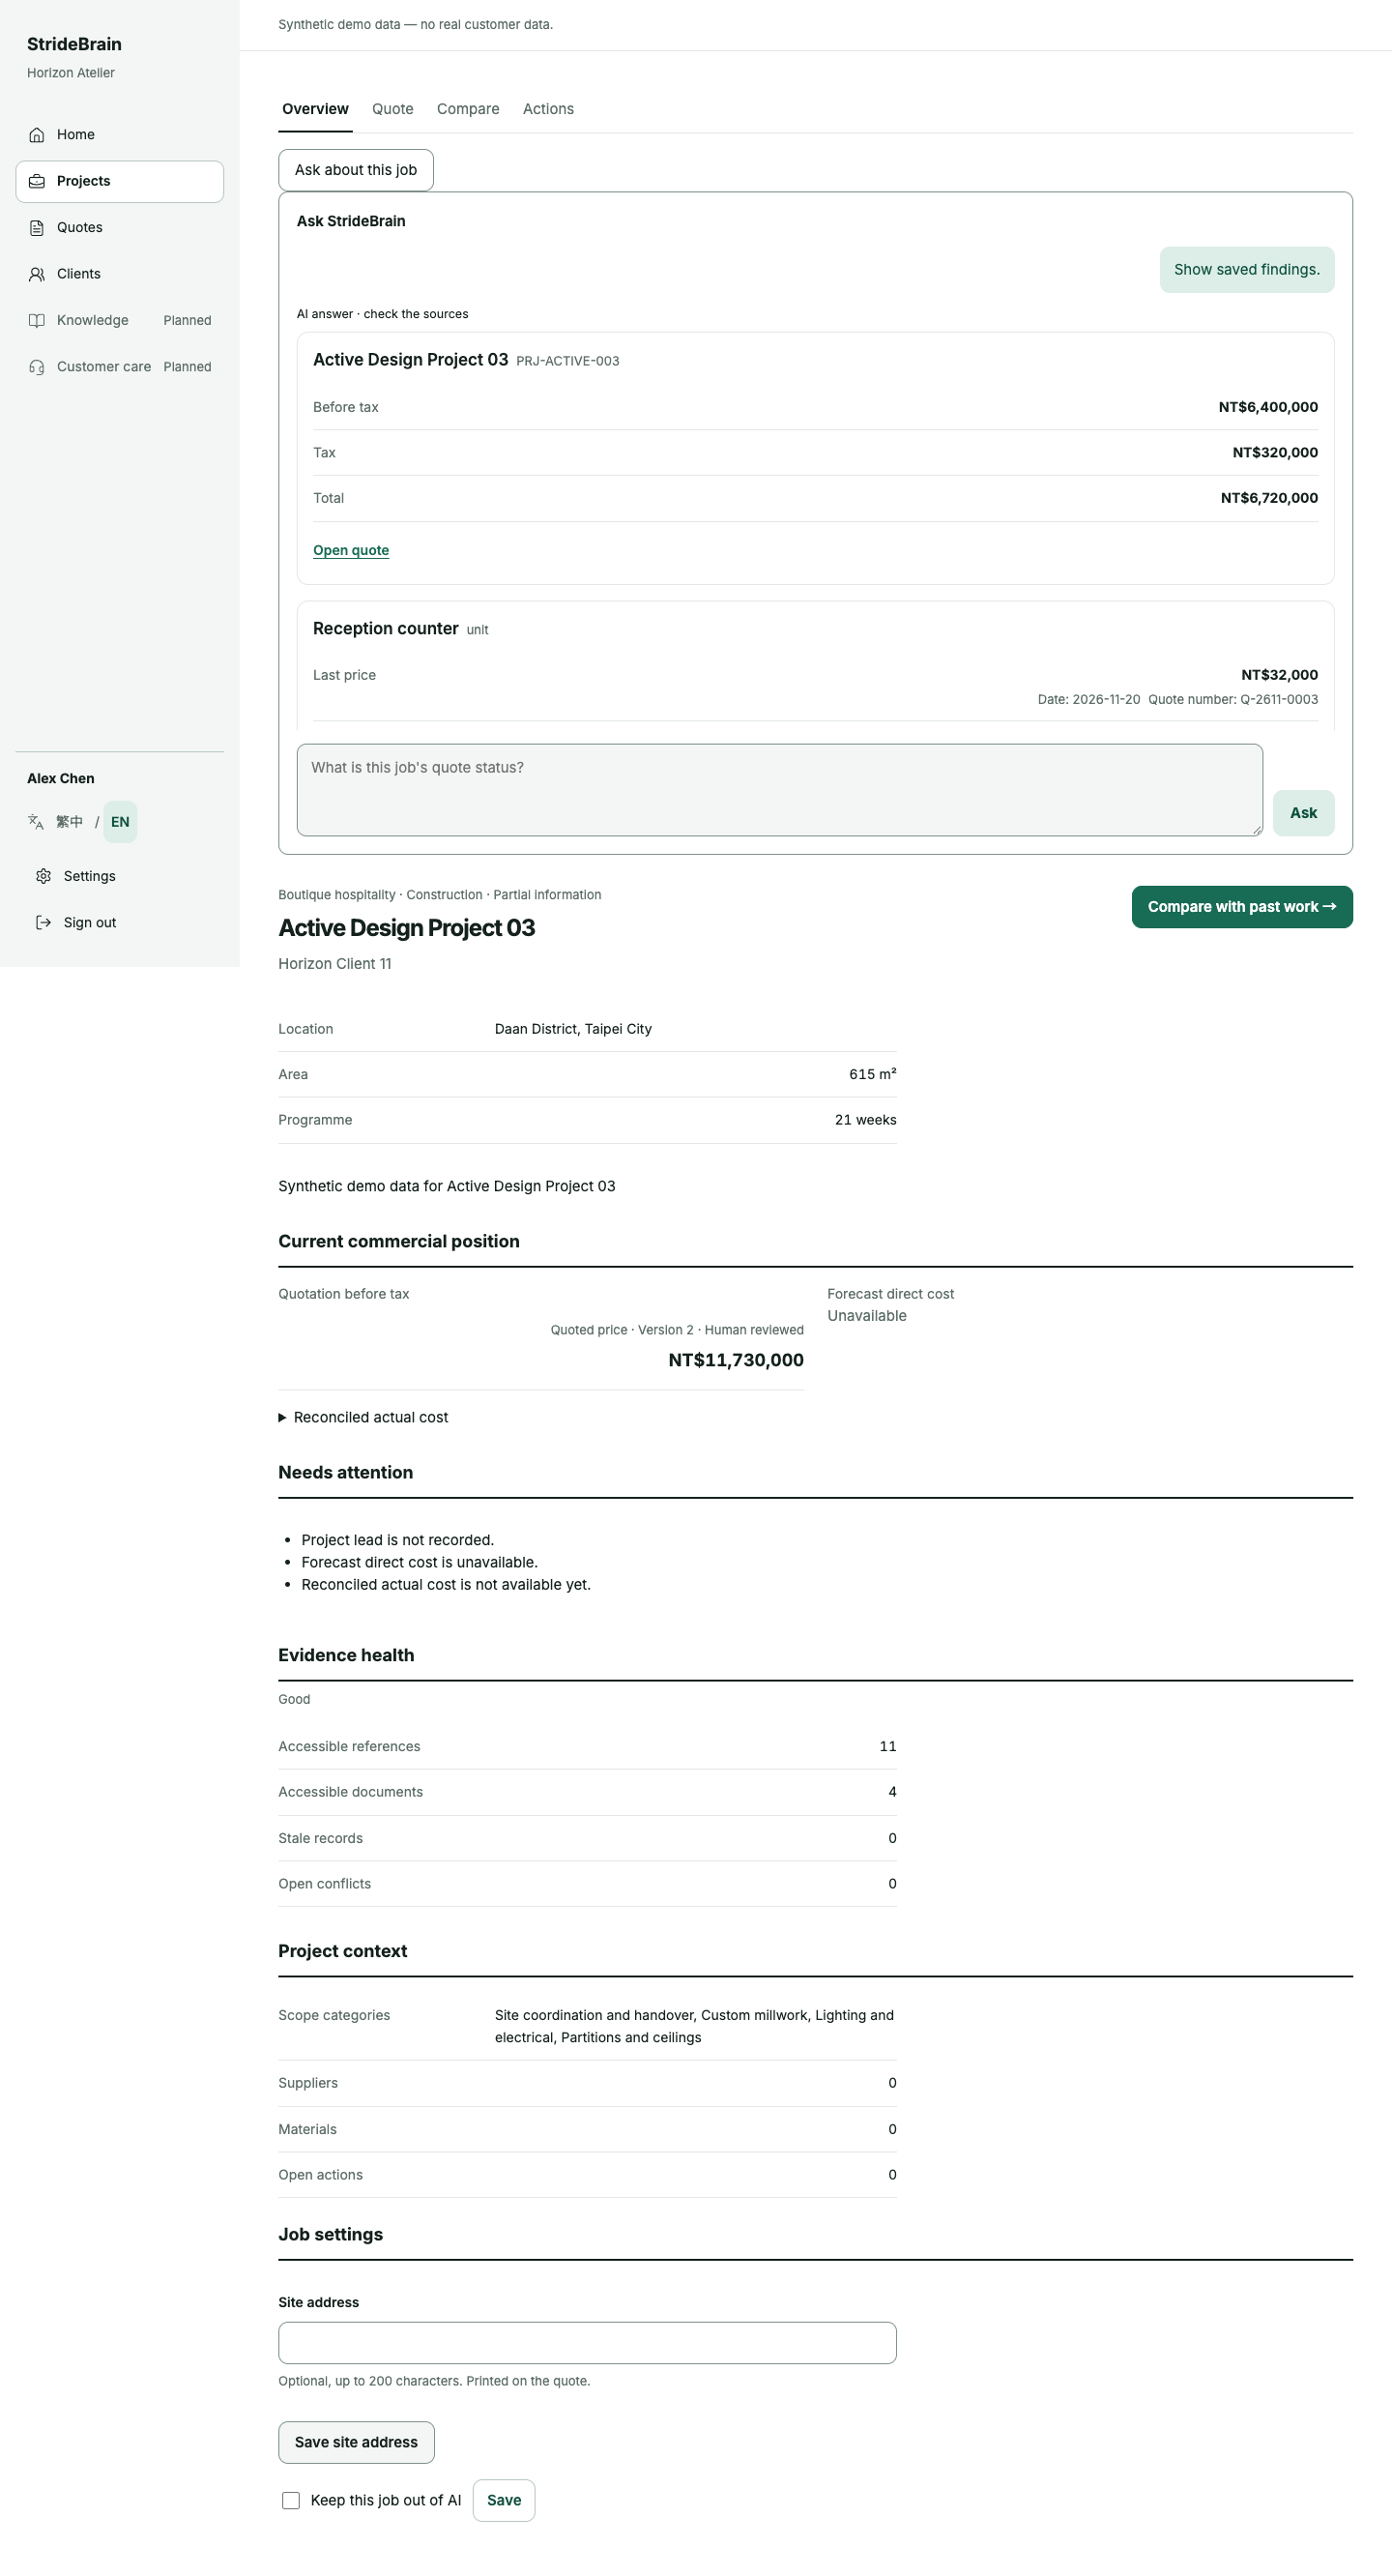 StrideBrain
Horizon Atelier
Home
Projects
Quotes
Clients
Knowledge Planned
Customer care Planned
Alex Chen
繁中 / EN
Settings
Sign out
Synthetic demo data — no real customer data.
Overview Quote Compare Actions
Ask about this job
Ask StrideBrain
Show saved findings.
AI answer · check the sources
Active Design Project 03 PRJ-ACTIVE-003
Before tax NT$6,400,000
Tax NT$320,000
Total NT$6,720,000
Open quote
Reception counter unit
Last price NT$32,000
Date: 2026-11-20 Quote number: Q-2611-0003
What is this job's quote status?
Ask
Boutique hospitality · Construction · Partial information
Active Design Project 03
Horizon Client 11
Compare with past work →
Location Daan District, Taipei City
Area 615 m²
Programme 21 weeks
Synthetic demo data for Active Design Project 03
Current commercial position
Quotation before tax
Quoted price · Version 2 · Human reviewed
NT$11,730,000
Forecast direct cost
Unavailable
Reconciled actual cost
Needs attention
• Project lead is not recorded.
• Forecast direct cost is unavailable.
• Reconciled actual cost is not available yet.
Evidence health
Good
Accessible references 11
Accessible documents 4
Stale records 0
Open conflicts 0
Project context
Scope categories Site coordination and handover, Custom millwork, Lighting and
electrical, Partitions and ceilings
Suppliers 0
Materials 0
Open actions 0
Job settings
Site address
Optional, up to 200 characters. Printed on the quote.
Save site address
Keep this job out of AI Save